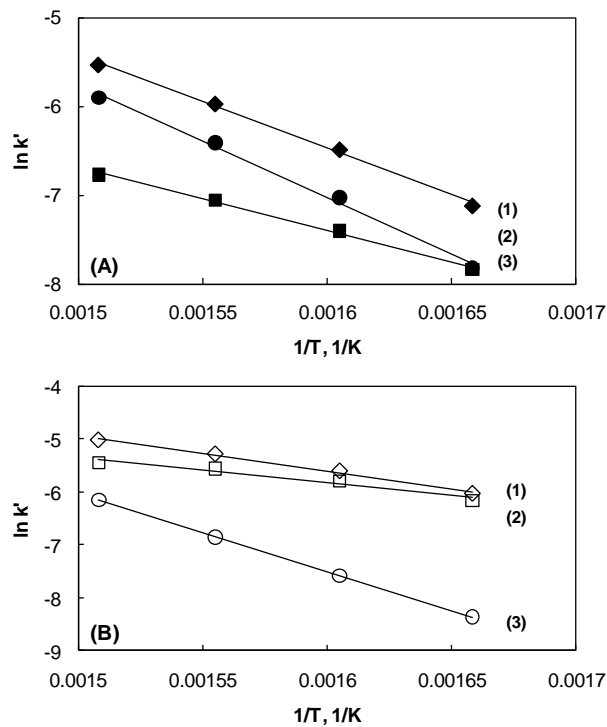 -5
-6
-7
-8
ln k'
(1)
(2)
(3)
(A)
0.0015 0.00155 0.0016 0.00165 0.0017
1/T, 1/K
-4
-5
-6
-7
-8
-9
ln k'
(1)
(2)
(3)
(B)
0.0015 0.00155 0.0016 0.00165 0.0017
1/T, 1/K